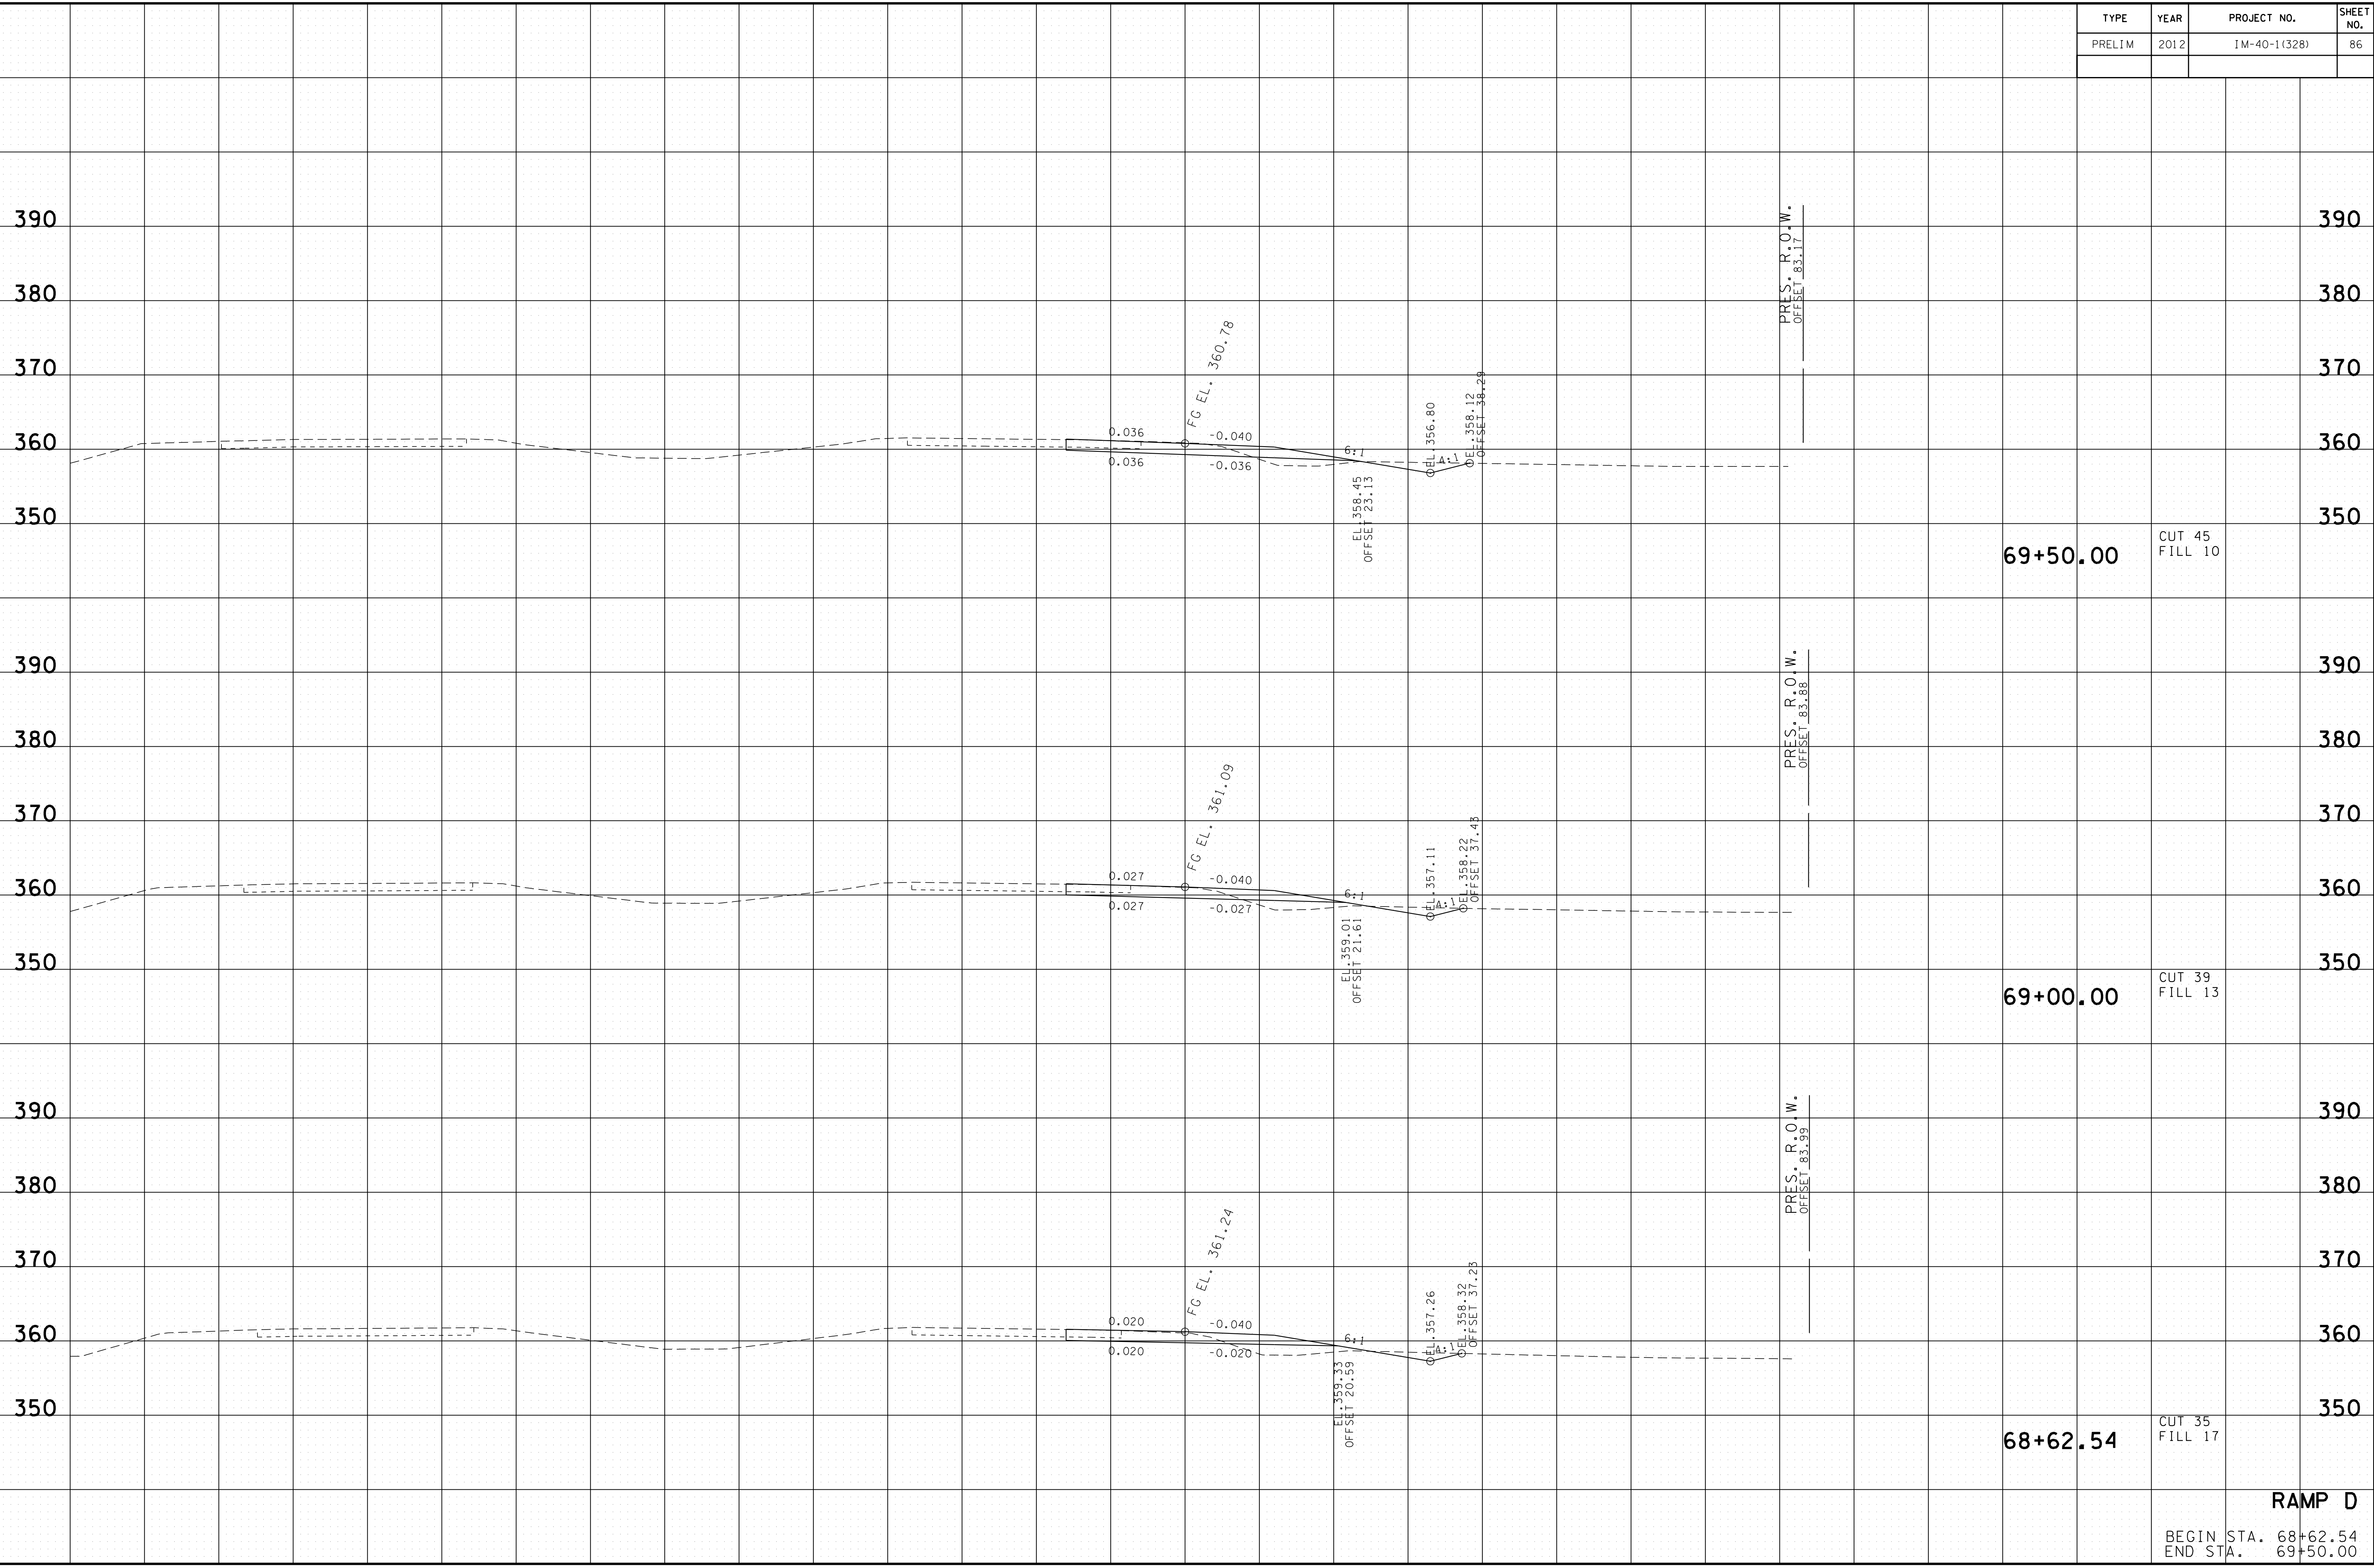 TYPE YEAR PROJECT NO. SHEET NO.
PRELIM 2012 IM-40-1(328) 86
390 390
380 380
370 370
360 360
350 350
PRES. R.O.W.
OFFSET 83.17
FG EL. 360.78
0.036 -0.040
0.036 -0.036
6:1
4:1
EL.356.80
EL.358.12
OFFSET 38.29
EL.358.45
OFFSET 23.13
69+50.00
CUT 45
FILL 10
390 390
380 380
370 370
360 360
350 350
PRES. R.O.W.
OFFSET 83.88
FG EL. 361.09
0.027 -0.040
0.027 -0.027
6:1
4:1
EL.357.11
EL.358.22
OFFSET 37.43
EL.359.01
OFFSET 21.61
69+00.00
CUT 39
FILL 13
390 390
380 380
370 370
360 360
350 350
PRES. R.O.W.
OFFSET 83.99
FG EL. 361.24
0.020 -0.040
0.020 -0.020
6:1
4:1
EL.357.26
EL.358.32
OFFSET 37.23
EL.359.33
OFFSET 20.59
68+62.54
CUT 35
FILL 17
RAMP D
BEGIN STA. 68+62.54
END STA. 69+50.00